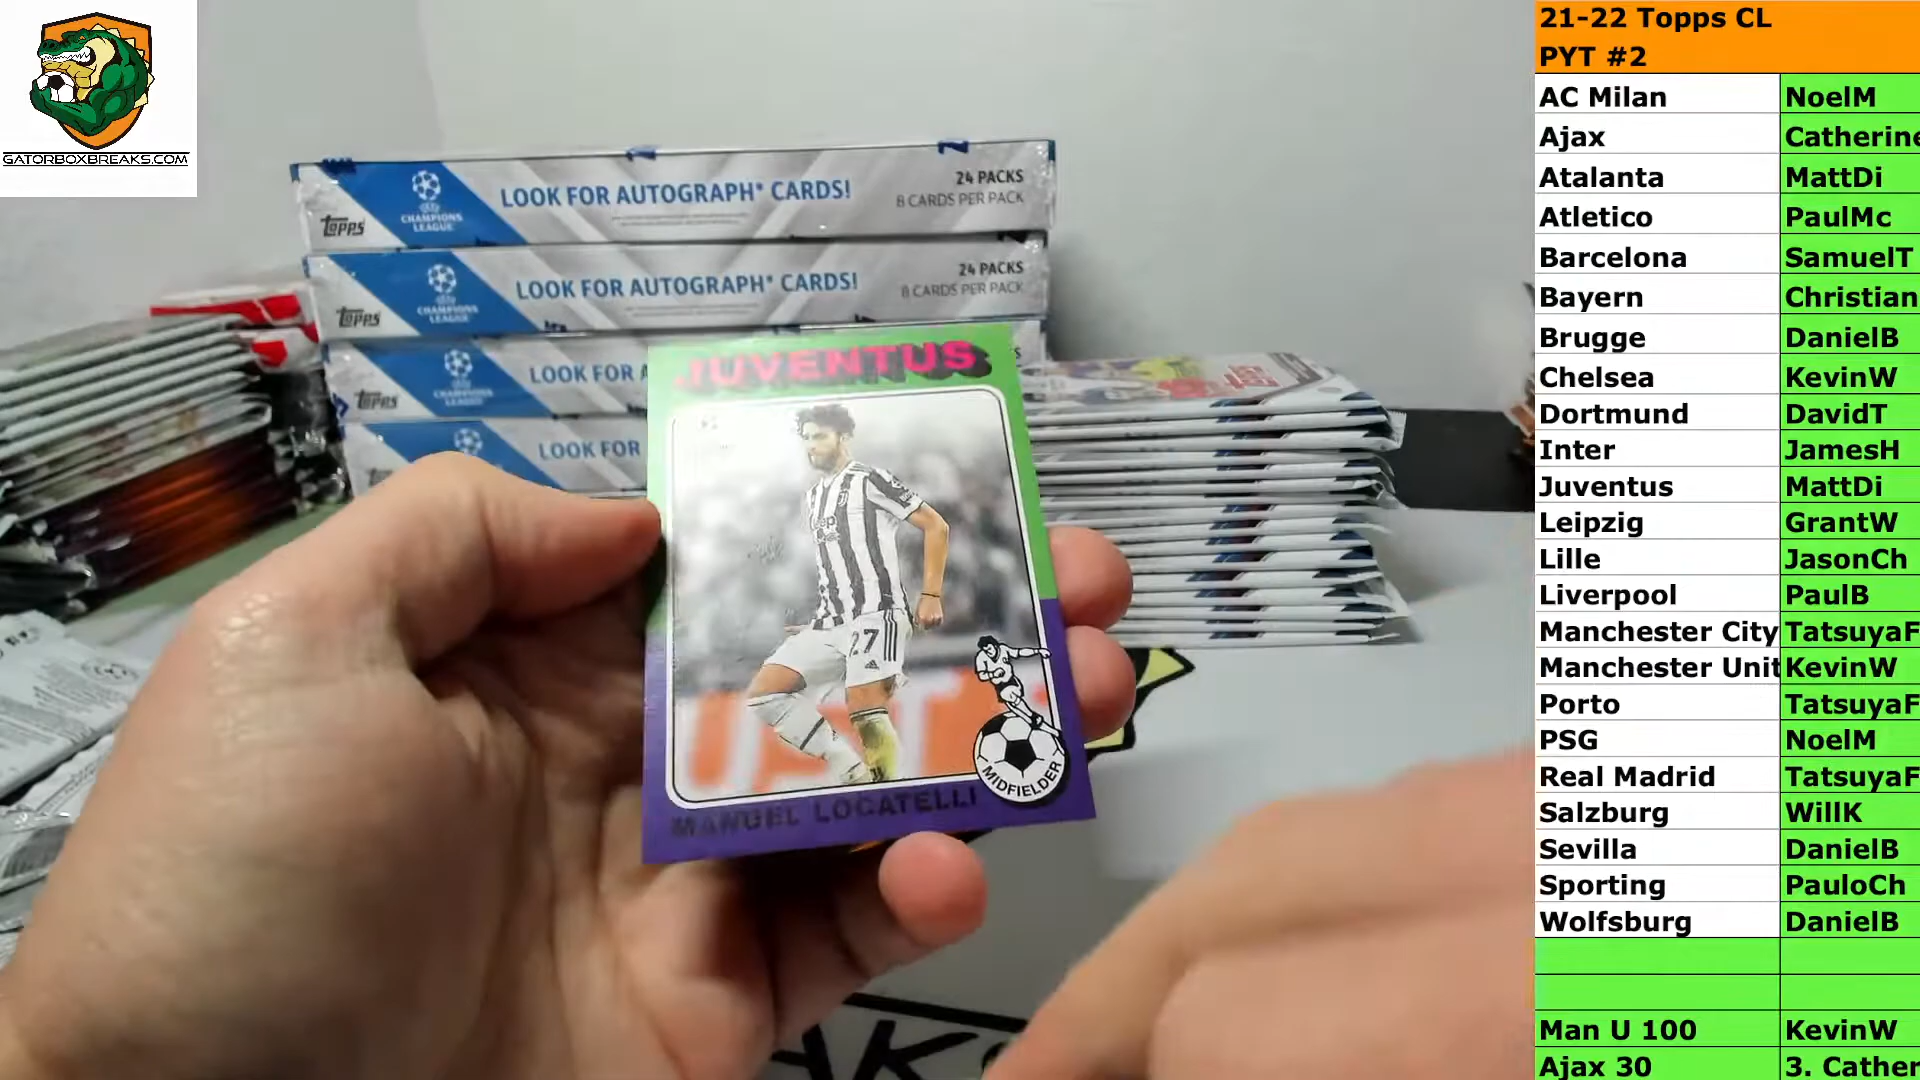 GATORBOXBREAKS.COM
LOOK FOR AUTOGRAPH* CARDS!
24 PACKS
8 CARDS PER PACK
Topps
CHAMPIONS
LEAGUE
LOOK FOR AUTOGRAPH* CARDS!
24 PACKS
8 CARDS PER PACK
Topps
CHAMPIONS
LEAGUE
LOOK FOR
Topps
CHAMPIONS
LEAGUE
LOOK FOR
JUVENTUS
27
MIDFIELDER
MANUEL LOCATELLI
21-22 Topps CL
PYT #2
AC Milan NoelM
Ajax Catherine
Atalanta MattDi
Atletico PaulMc
Barcelona SamuelT
Bayern Christian
Brugge DanielB
Chelsea KevinW
Dortmund DavidT
Inter JamesH
Juventus MattDi
Leipzig GrantW
Lille JasonCh
Liverpool PaulB
Manchester City TatsuyaF
Manchester Unit KevinW
Porto TatsuyaF
PSG NoelM
Real Madrid TatsuyaF
Salzburg WillK
Sevilla DanielB
Sporting PauloCh
Wolfsburg DanielB
Man U 100 KevinW
Ajax 30 3. Cather